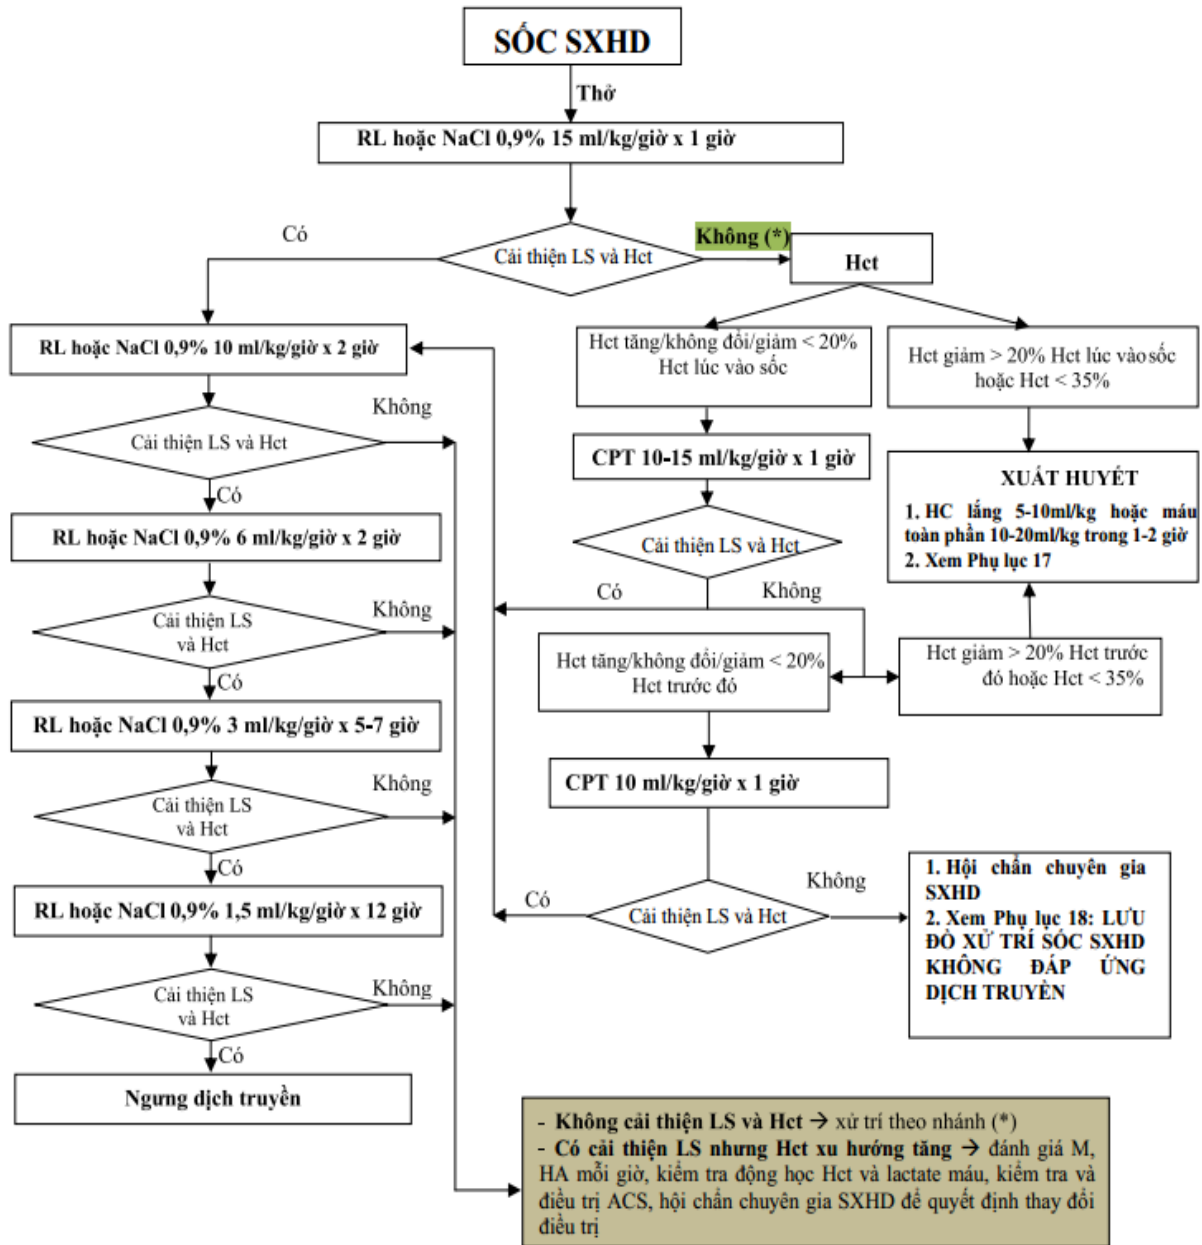 SỐC SXHD
Thở
RL hoặc NaCl 0,9% 15 ml/kg/giờ x 1 giờ
Có
Cải thiện LS và Hct
Không (*)
Hct
RL hoặc NaCl 0,9% 10 ml/kg/giờ x 2 giờ
Hct tăng/không đổi/giảm < 20%
Hct lúc vào sốc
Hct giảm > 20% Hct lúc vào sốc
hoặc Hct < 35%
Cải thiện LS và Hct
Không
Có
CPT 10-15 ml/kg/giờ x 1 giờ
XUẤT HUYẾT
1. HC lắng 5-10ml/kg hoặc máu
toàn phần 10-20ml/kg trong 1-2 giờ
2. Xem Phụ lục 17
RL hoặc NaCl 0,9% 6 ml/kg/giờ x 2 giờ
Cải thiện LS và Hct
Có
Không
Cải thiện LS
và Hct
Không
Có
Hct tăng/không đổi/giảm < 20%
Hct trước đó
Hct giảm > 20% Hct trước
đó hoặc Hct < 35%
RL hoặc NaCl 0,9% 3 ml/kg/giờ x 5-7 giờ
CPT 10 ml/kg/giờ x 1 giờ
Cải thiện LS
và Hct
Không
Có
RL hoặc NaCl 0,9% 1,5 ml/kg/giờ x 12 giờ
Có
Cải thiện LS và Hct
Không
1. Hội chẩn chuyên gia
SXHD
2. Xem Phụ lục 18: LƯU
ĐỒ XỬ TRÍ SỐC SXHD
KHÔNG ĐÁP ỨNG
DỊCH TRUYỀN
Cải thiện LS
và Hct
Không
Có
Ngưng dịch truyền
- Không cải thiện LS và Hct → xử trí theo nhánh (*)
- Có cải thiện LS nhưng Hct xu hướng tăng → đánh giá M,
HA mỗi giờ, kiểm tra động học Hct và lactate máu, kiểm tra và
điều trị ACS, hội chẩn chuyên gia SXHD để quyết định thay đổi
điều trị